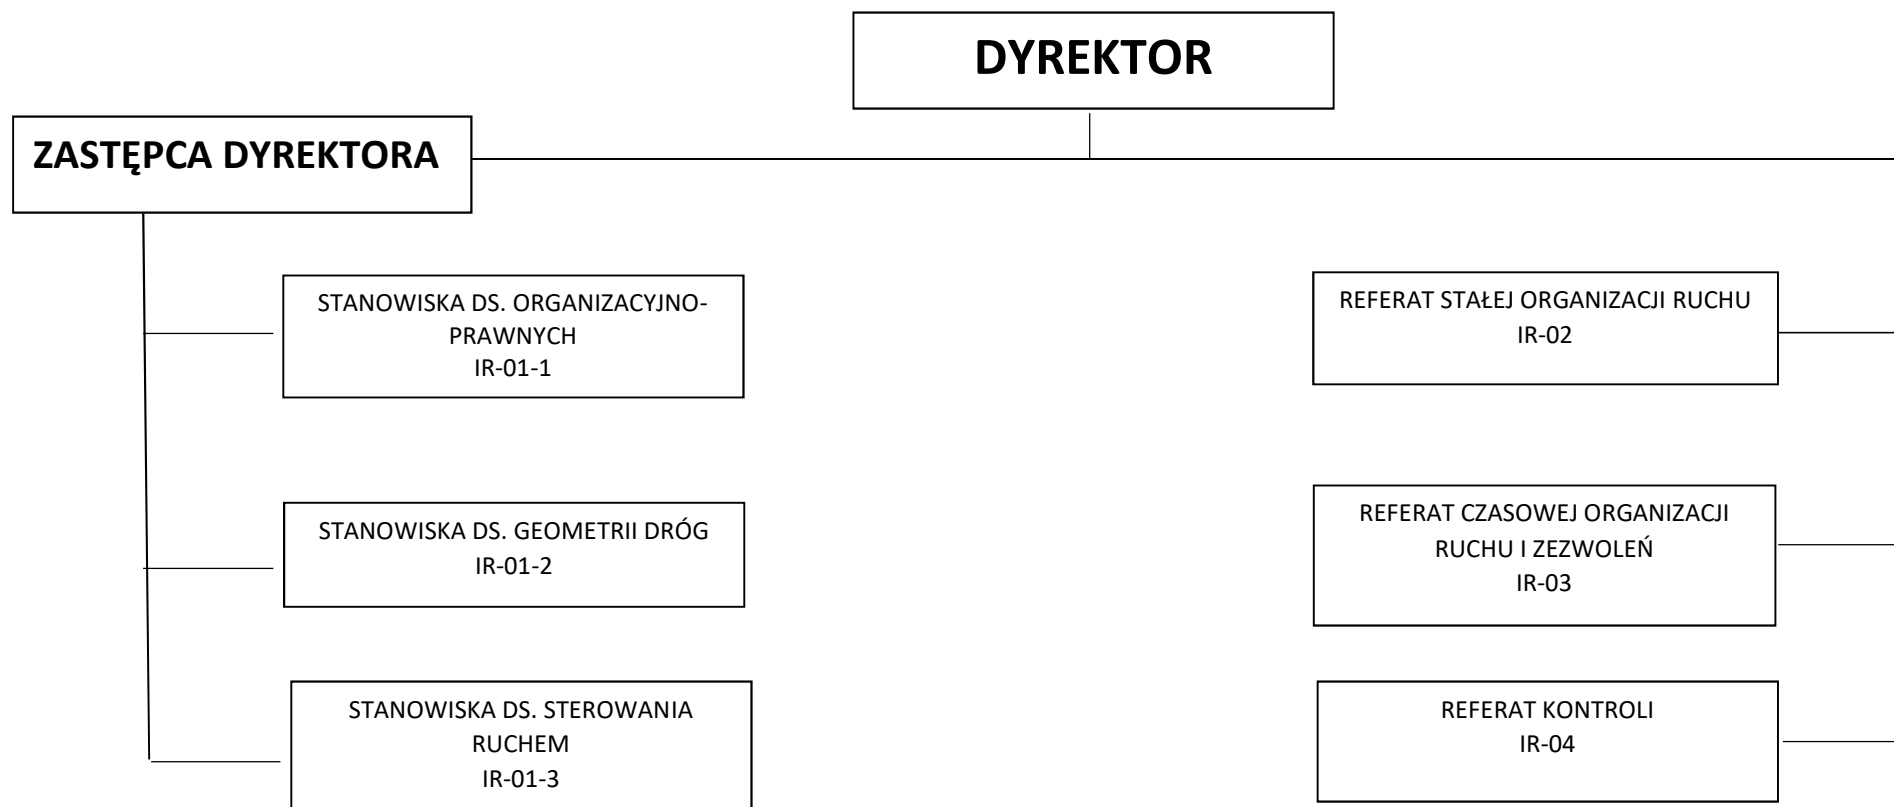 DYREKTOR
ZASTĘPCA DYREKTORA
STANOWISKA DS. ORGANIZACYJNO-
PRAWNYCH
IR-01-1
REFERAT STAŁEJ ORGANIZACJI RUCHU
IR-02
STANOWISKA DS. GEOMETRII DRÓG
IR-01-2
REFERAT CZASOWEJ ORGANIZACJI
RUCHU I ZEZWOLEŃ
IR-03
STANOWISKA DS. STEROWANIA
RUCHEM
IR-01-3
REFERAT KONTROLI
IR-04